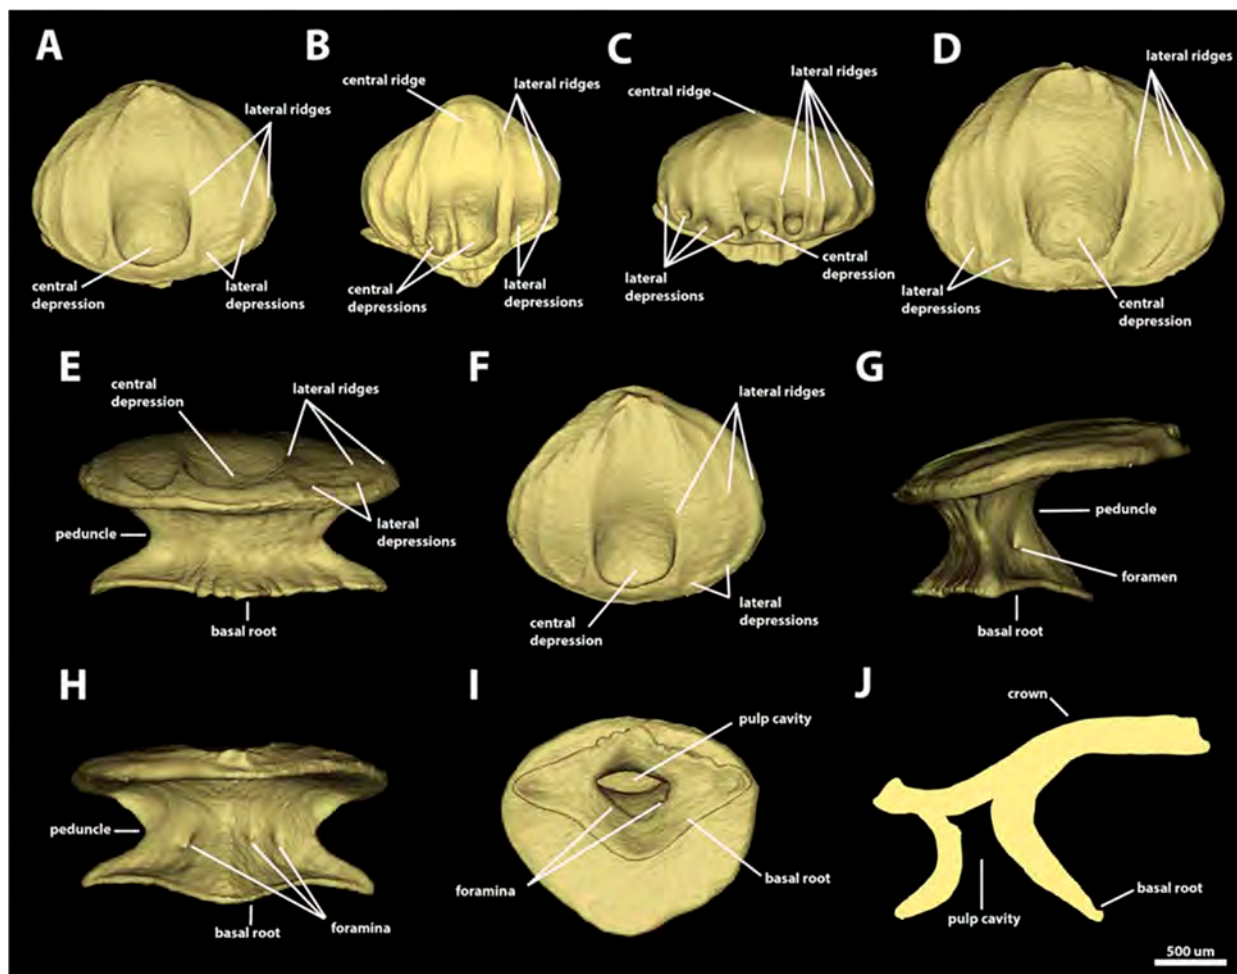 A
B
C
D
central ridge
lateral ridges
lateral ridges
central ridge
lateral ridges
lateral ridges
central
depression
lateral
depressions
central
depressions
lateral
depressions
lateral
depressions
central
depression
lateral
depressions
central
depression
E
F
G
central
depression
lateral ridges
lateral ridges
peduncle
lateral
depressions
basal root
central
depression
lateral
depressions
peduncle
foramen
basal root
H
I
J
peduncle
basal root
foramina
pulp cavity
foramina
basal root
crown
pulp cavity
basal root
500 um